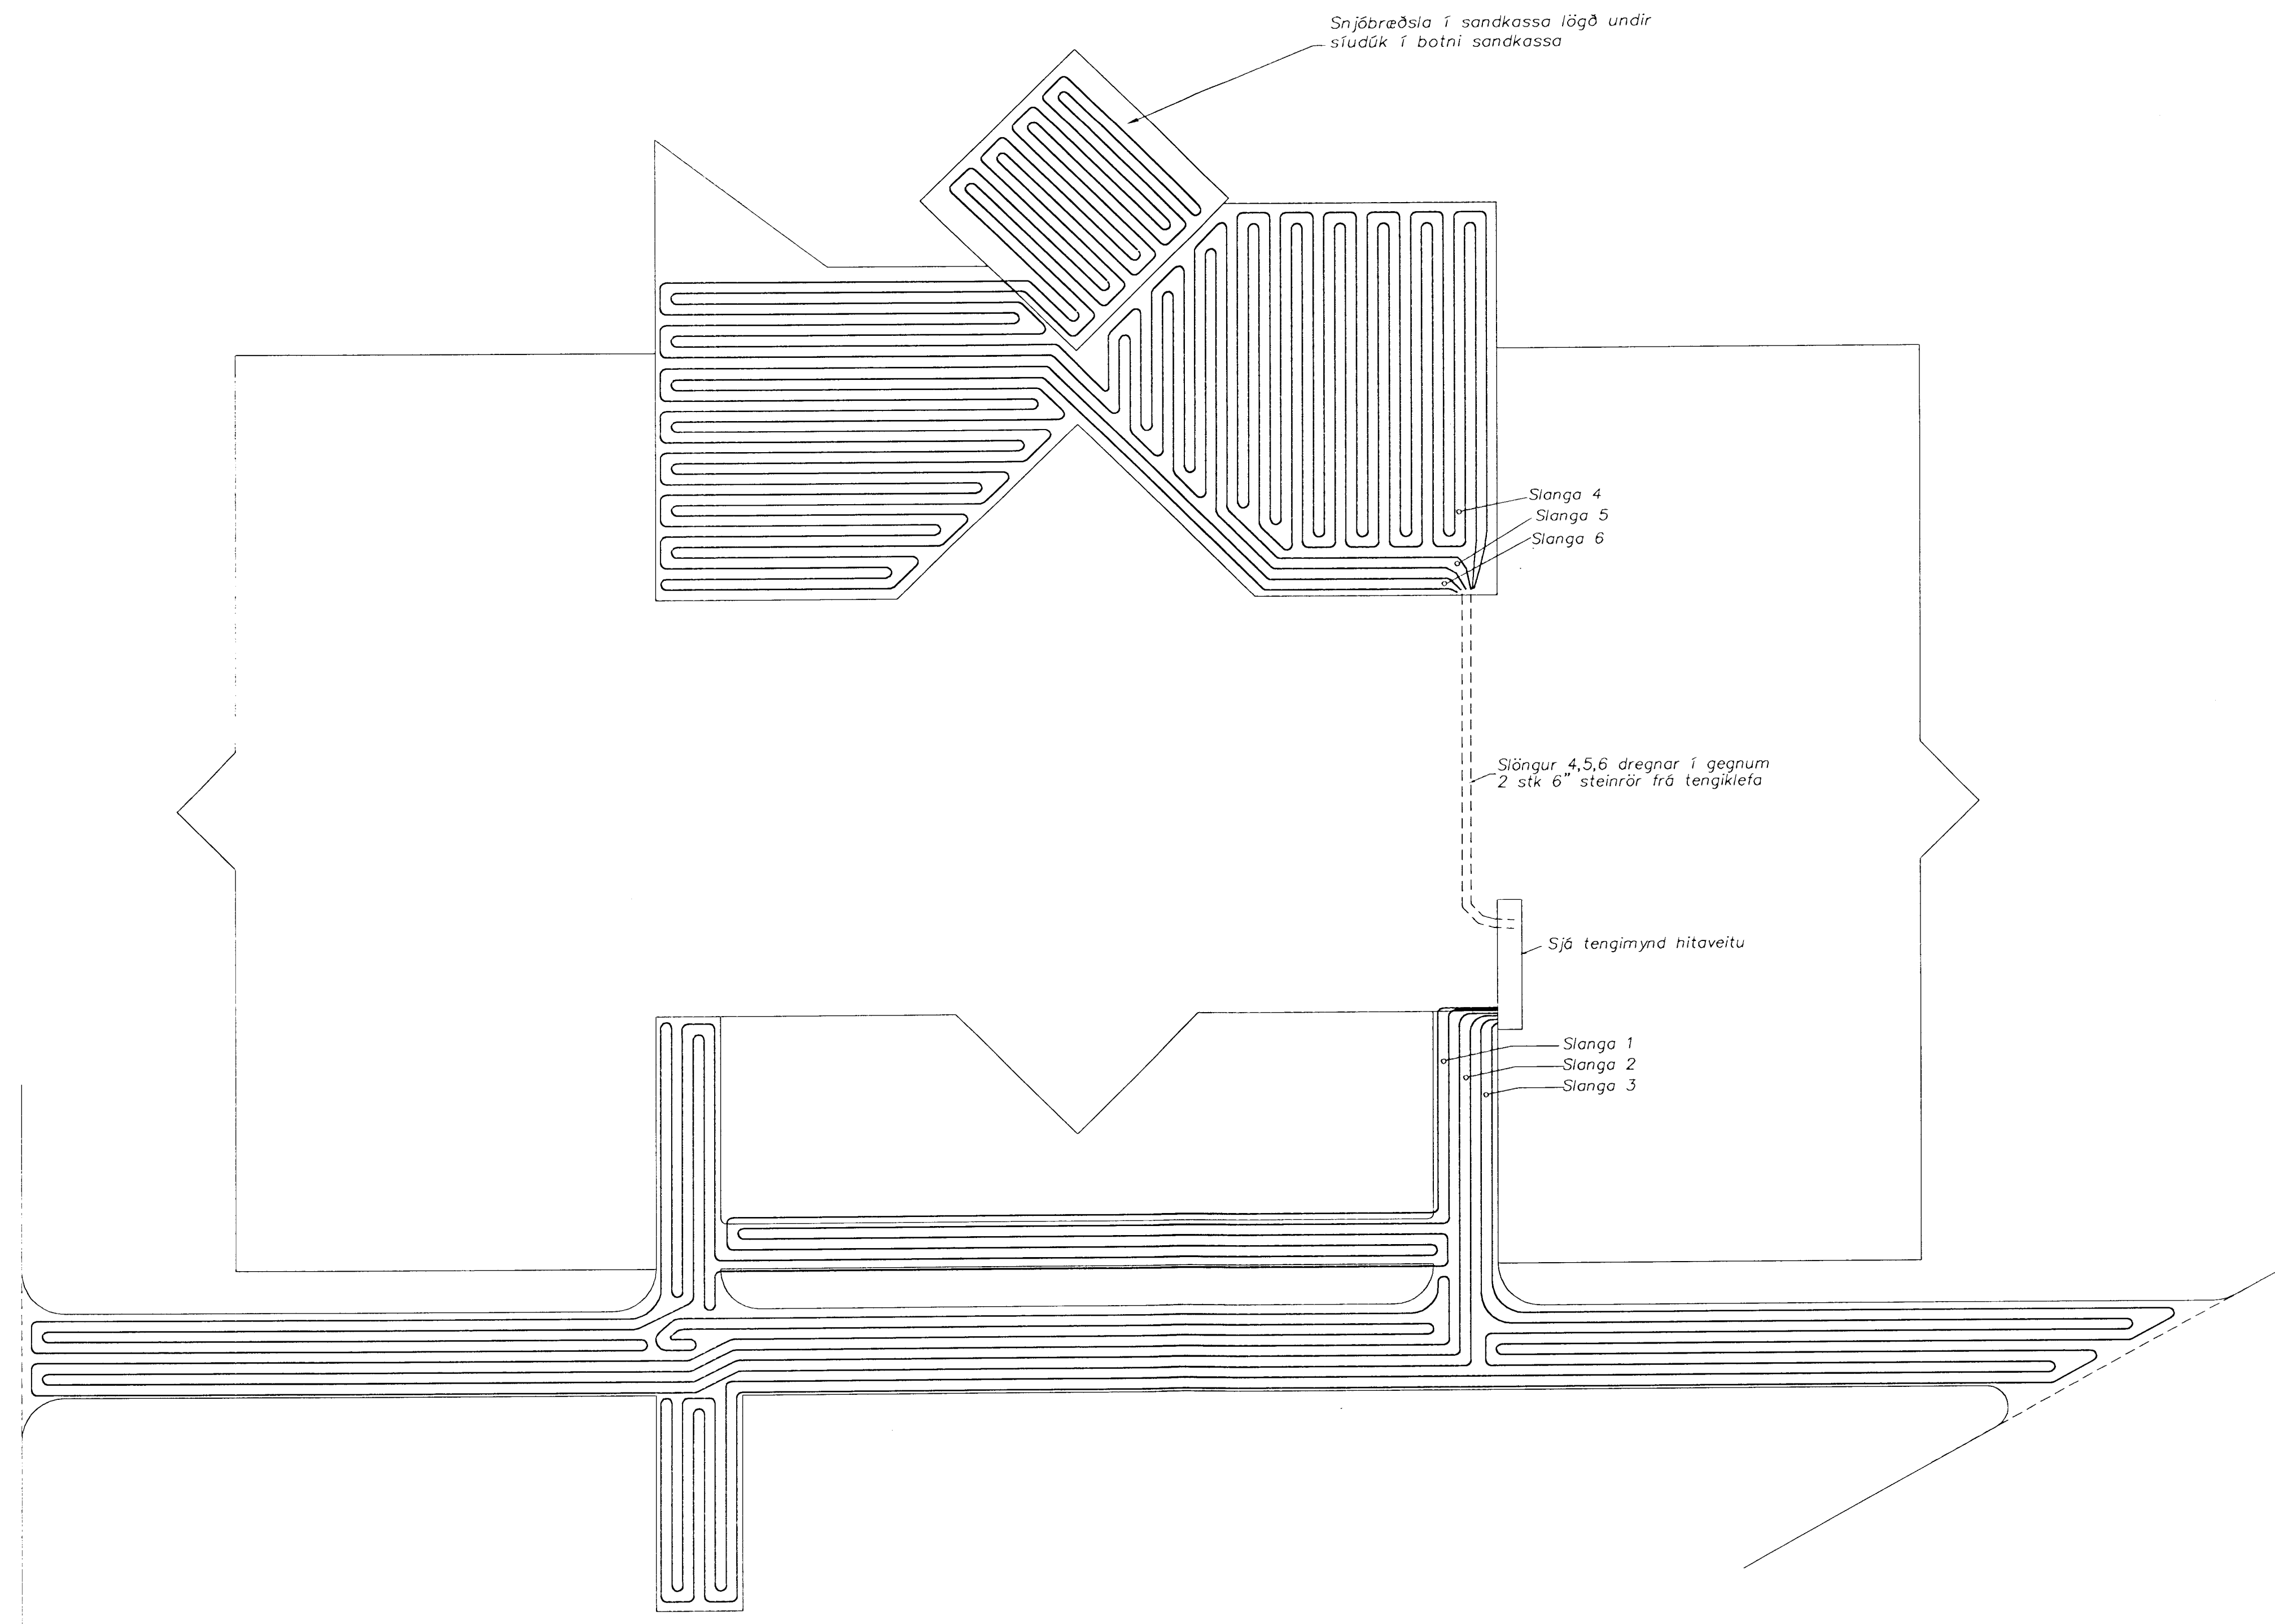 Snjóbræðsla í sandkassa lögð undir
síudúk í botni sandkassa
Slanga 4
Slanga 5
Slanga 6
Slöngur 4,5,6 dregnar í gegnum
2 stk 6" steinrör frá tengiklefa
Sjá tengimynd hitaveitu
Slanga 1
Slanga 2
Slanga 3